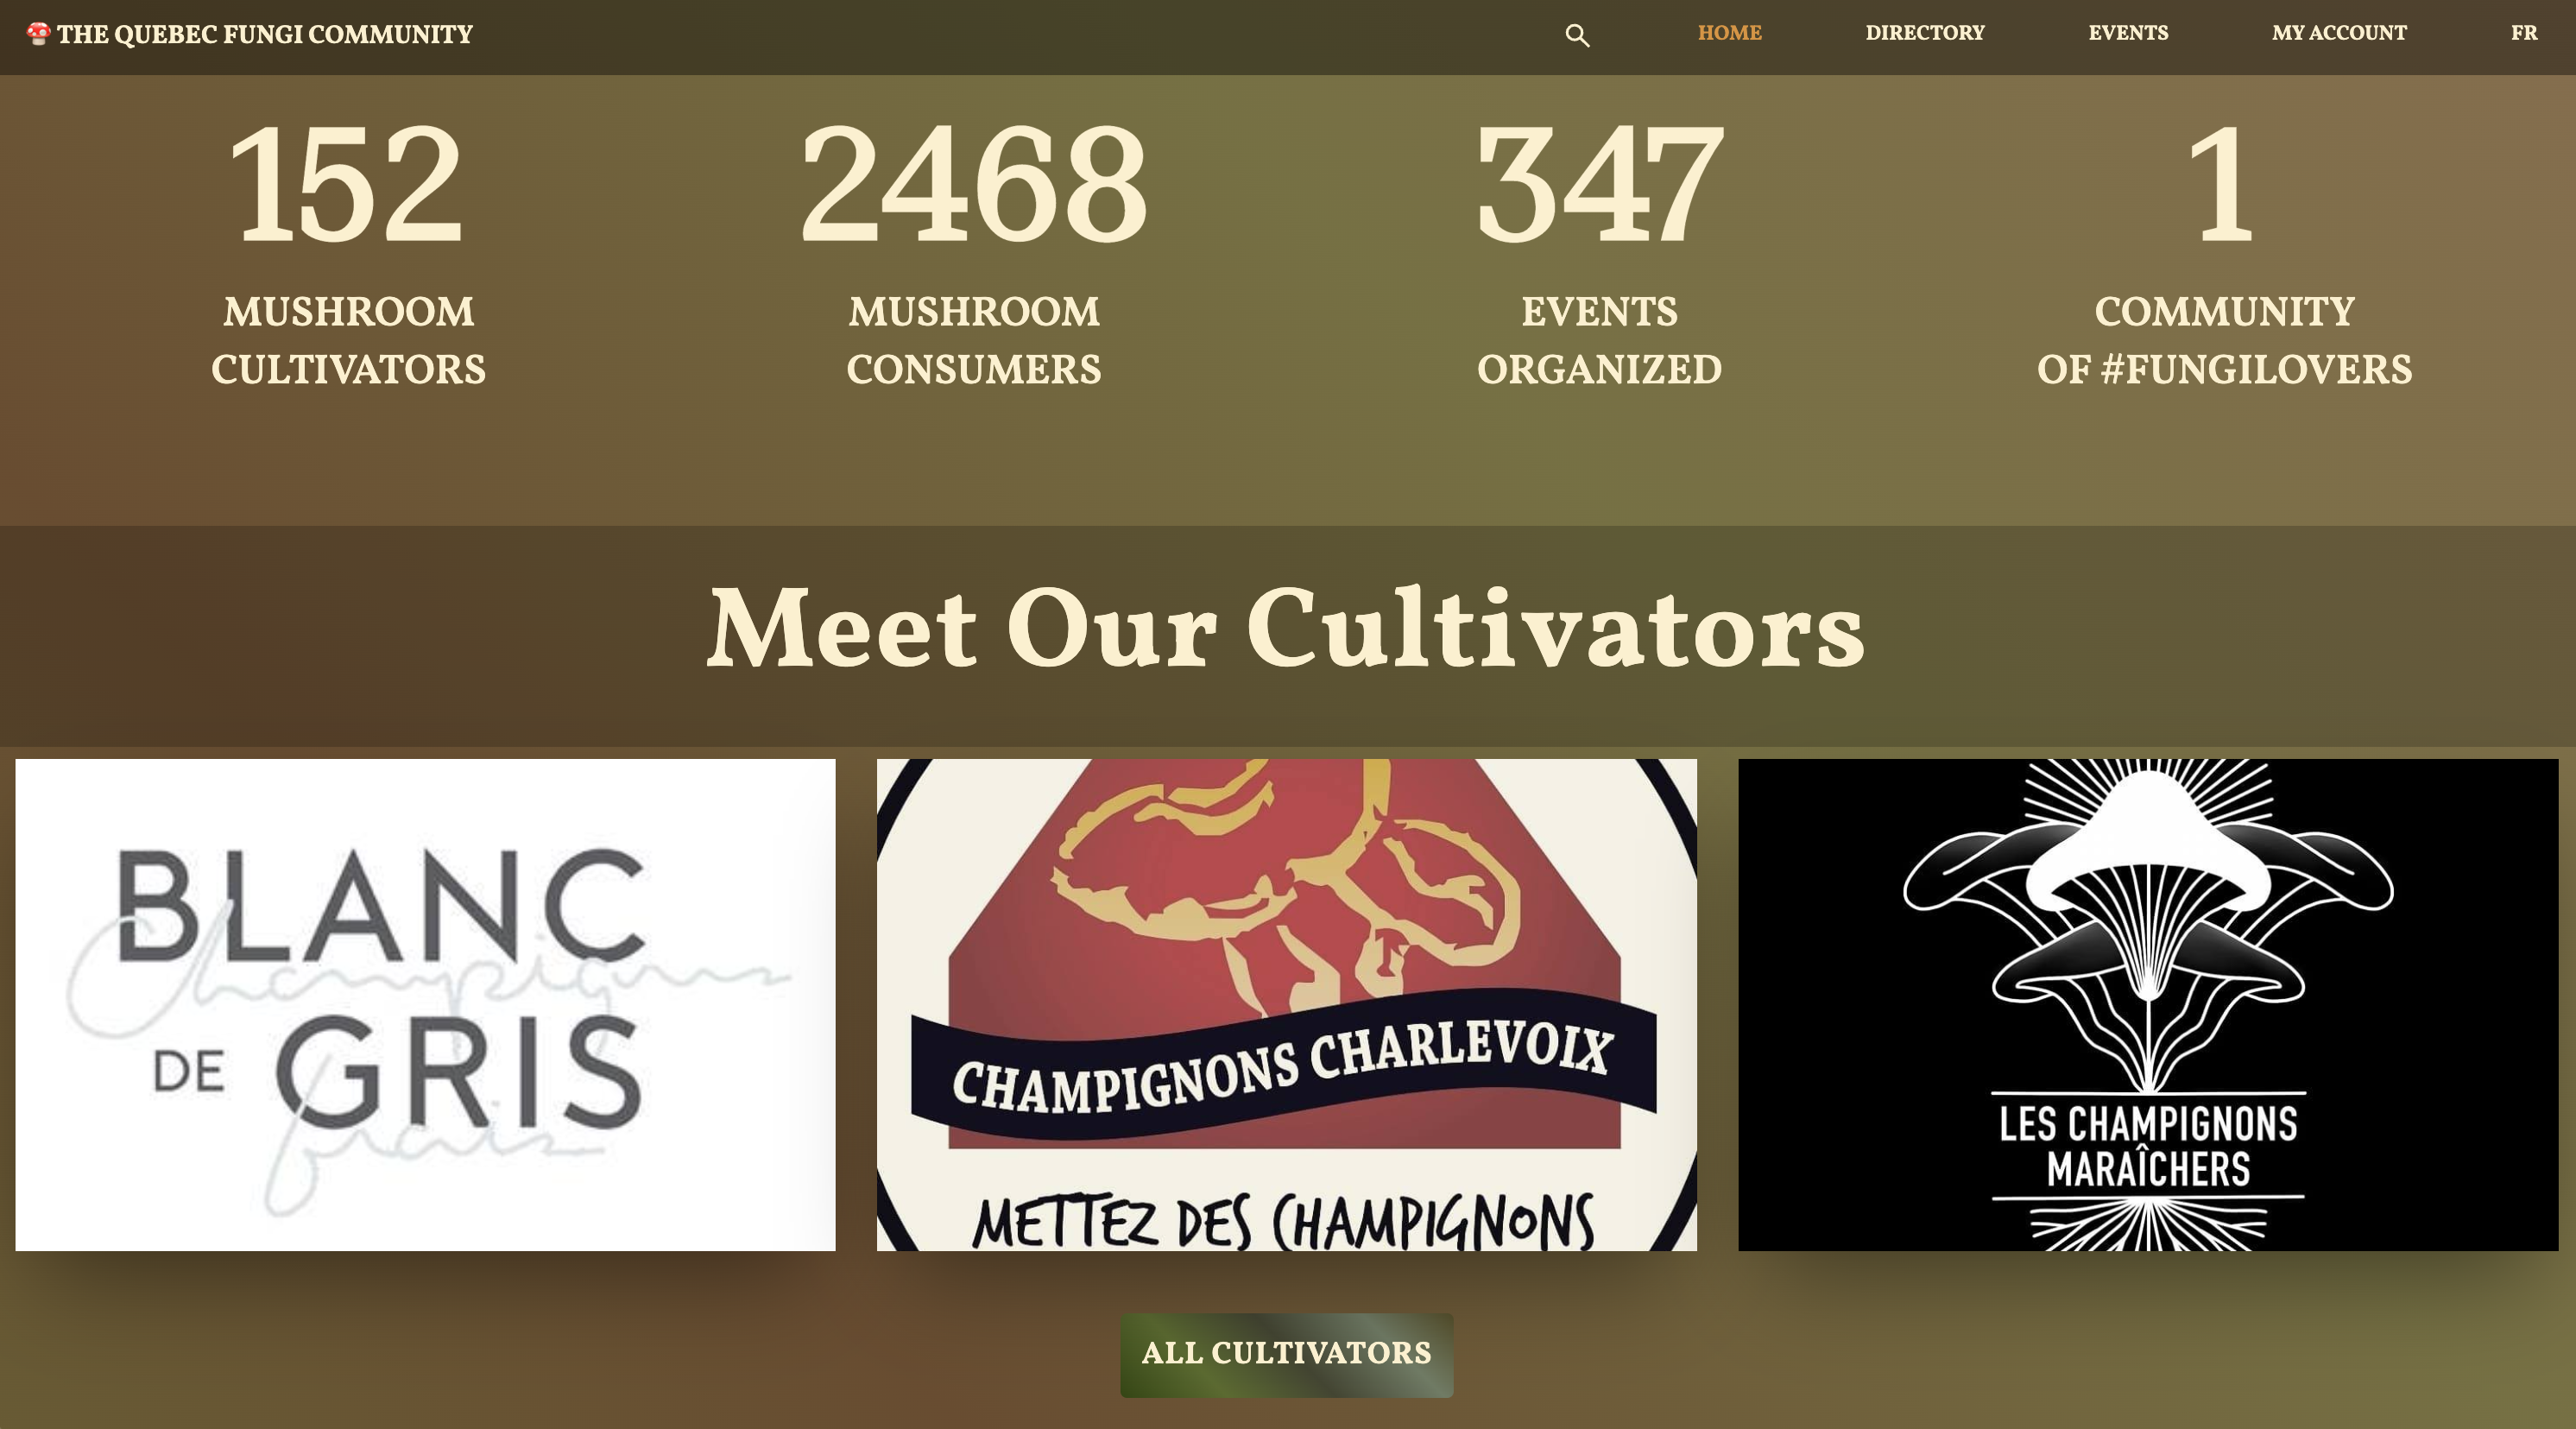 THE QUEBEC FUNGI COMMUNITY
HOME
DIRECTORY
EVENTS
MY ACCOUNT
FR
152
MUSHROOM
CULTIVATORS
2468
MUSHROOM
CONSUMERS
347
EVENTS
ORGANIZED
1
COMMUNITY
OF #FUNGILOVERS
Meet Our Cultivators
BLANC
Champignons
DE GRIS
frais
CHAMPIGNONS CHARLEVOIX
METTEZ DES CHAMPIGNONS
LES CHAMPIGNONS
MARAÎCHERS
ALL CULTIVATORS